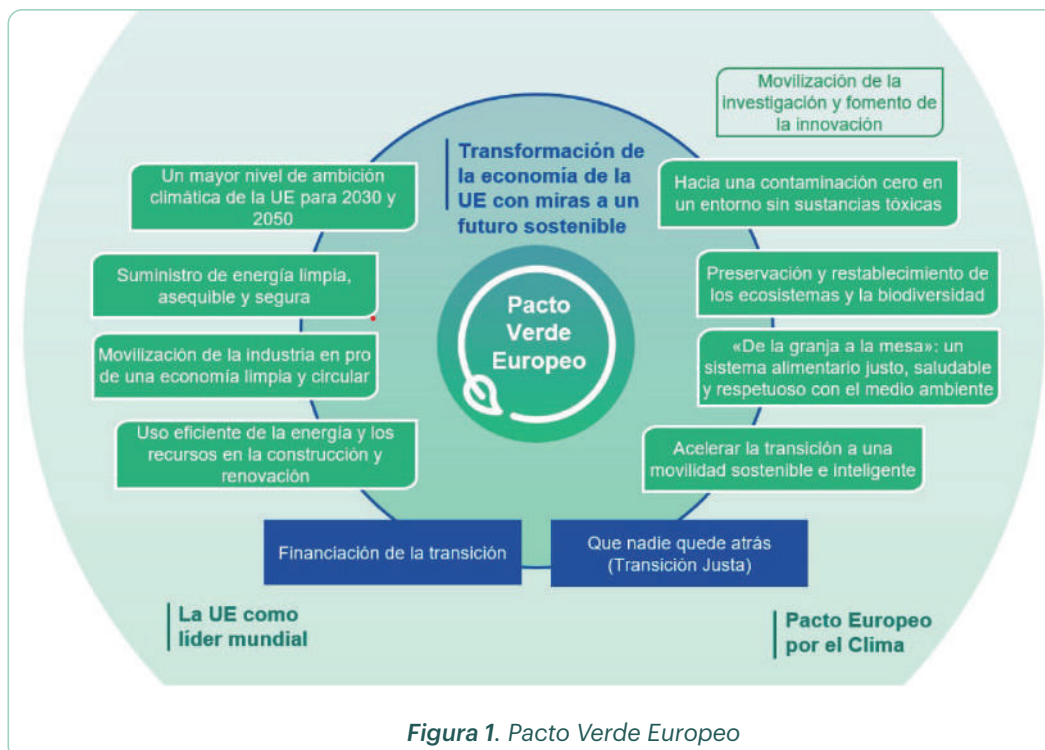 Movilización de la
investigación y fomento de
la innovación
Transformación de
la economía de la
UE con miras a un
futuro sostenible
Un mayor nivel de ambición
climática de la UE para 2030 y
2050
Suministro de energía limpia,
asequible y segura
Movilización de la industria en pro
de una economía limpia y circular
Uso eficiente de la energía y los
recursos en la construcción y
renovación
Pacto
Verde
Europeo
Hacia una contaminación cero en
un entorno sin sustancias tóxicas
Preservación y restablecimiento de
los ecosistemas y la biodiversidad
«De la granja a la mesa»: un
sistema alimentario justo, saludable
y respetuoso con el medio ambiente
Acelerar la transición a una
movilidad sostenible e inteligente
Financiación de la transición
Que nadie quede atrás
(Transición Justa)
La UE como
líder mundial
Pacto Europeo
por el Clima
Figura 1. Pacto Verde Europeo